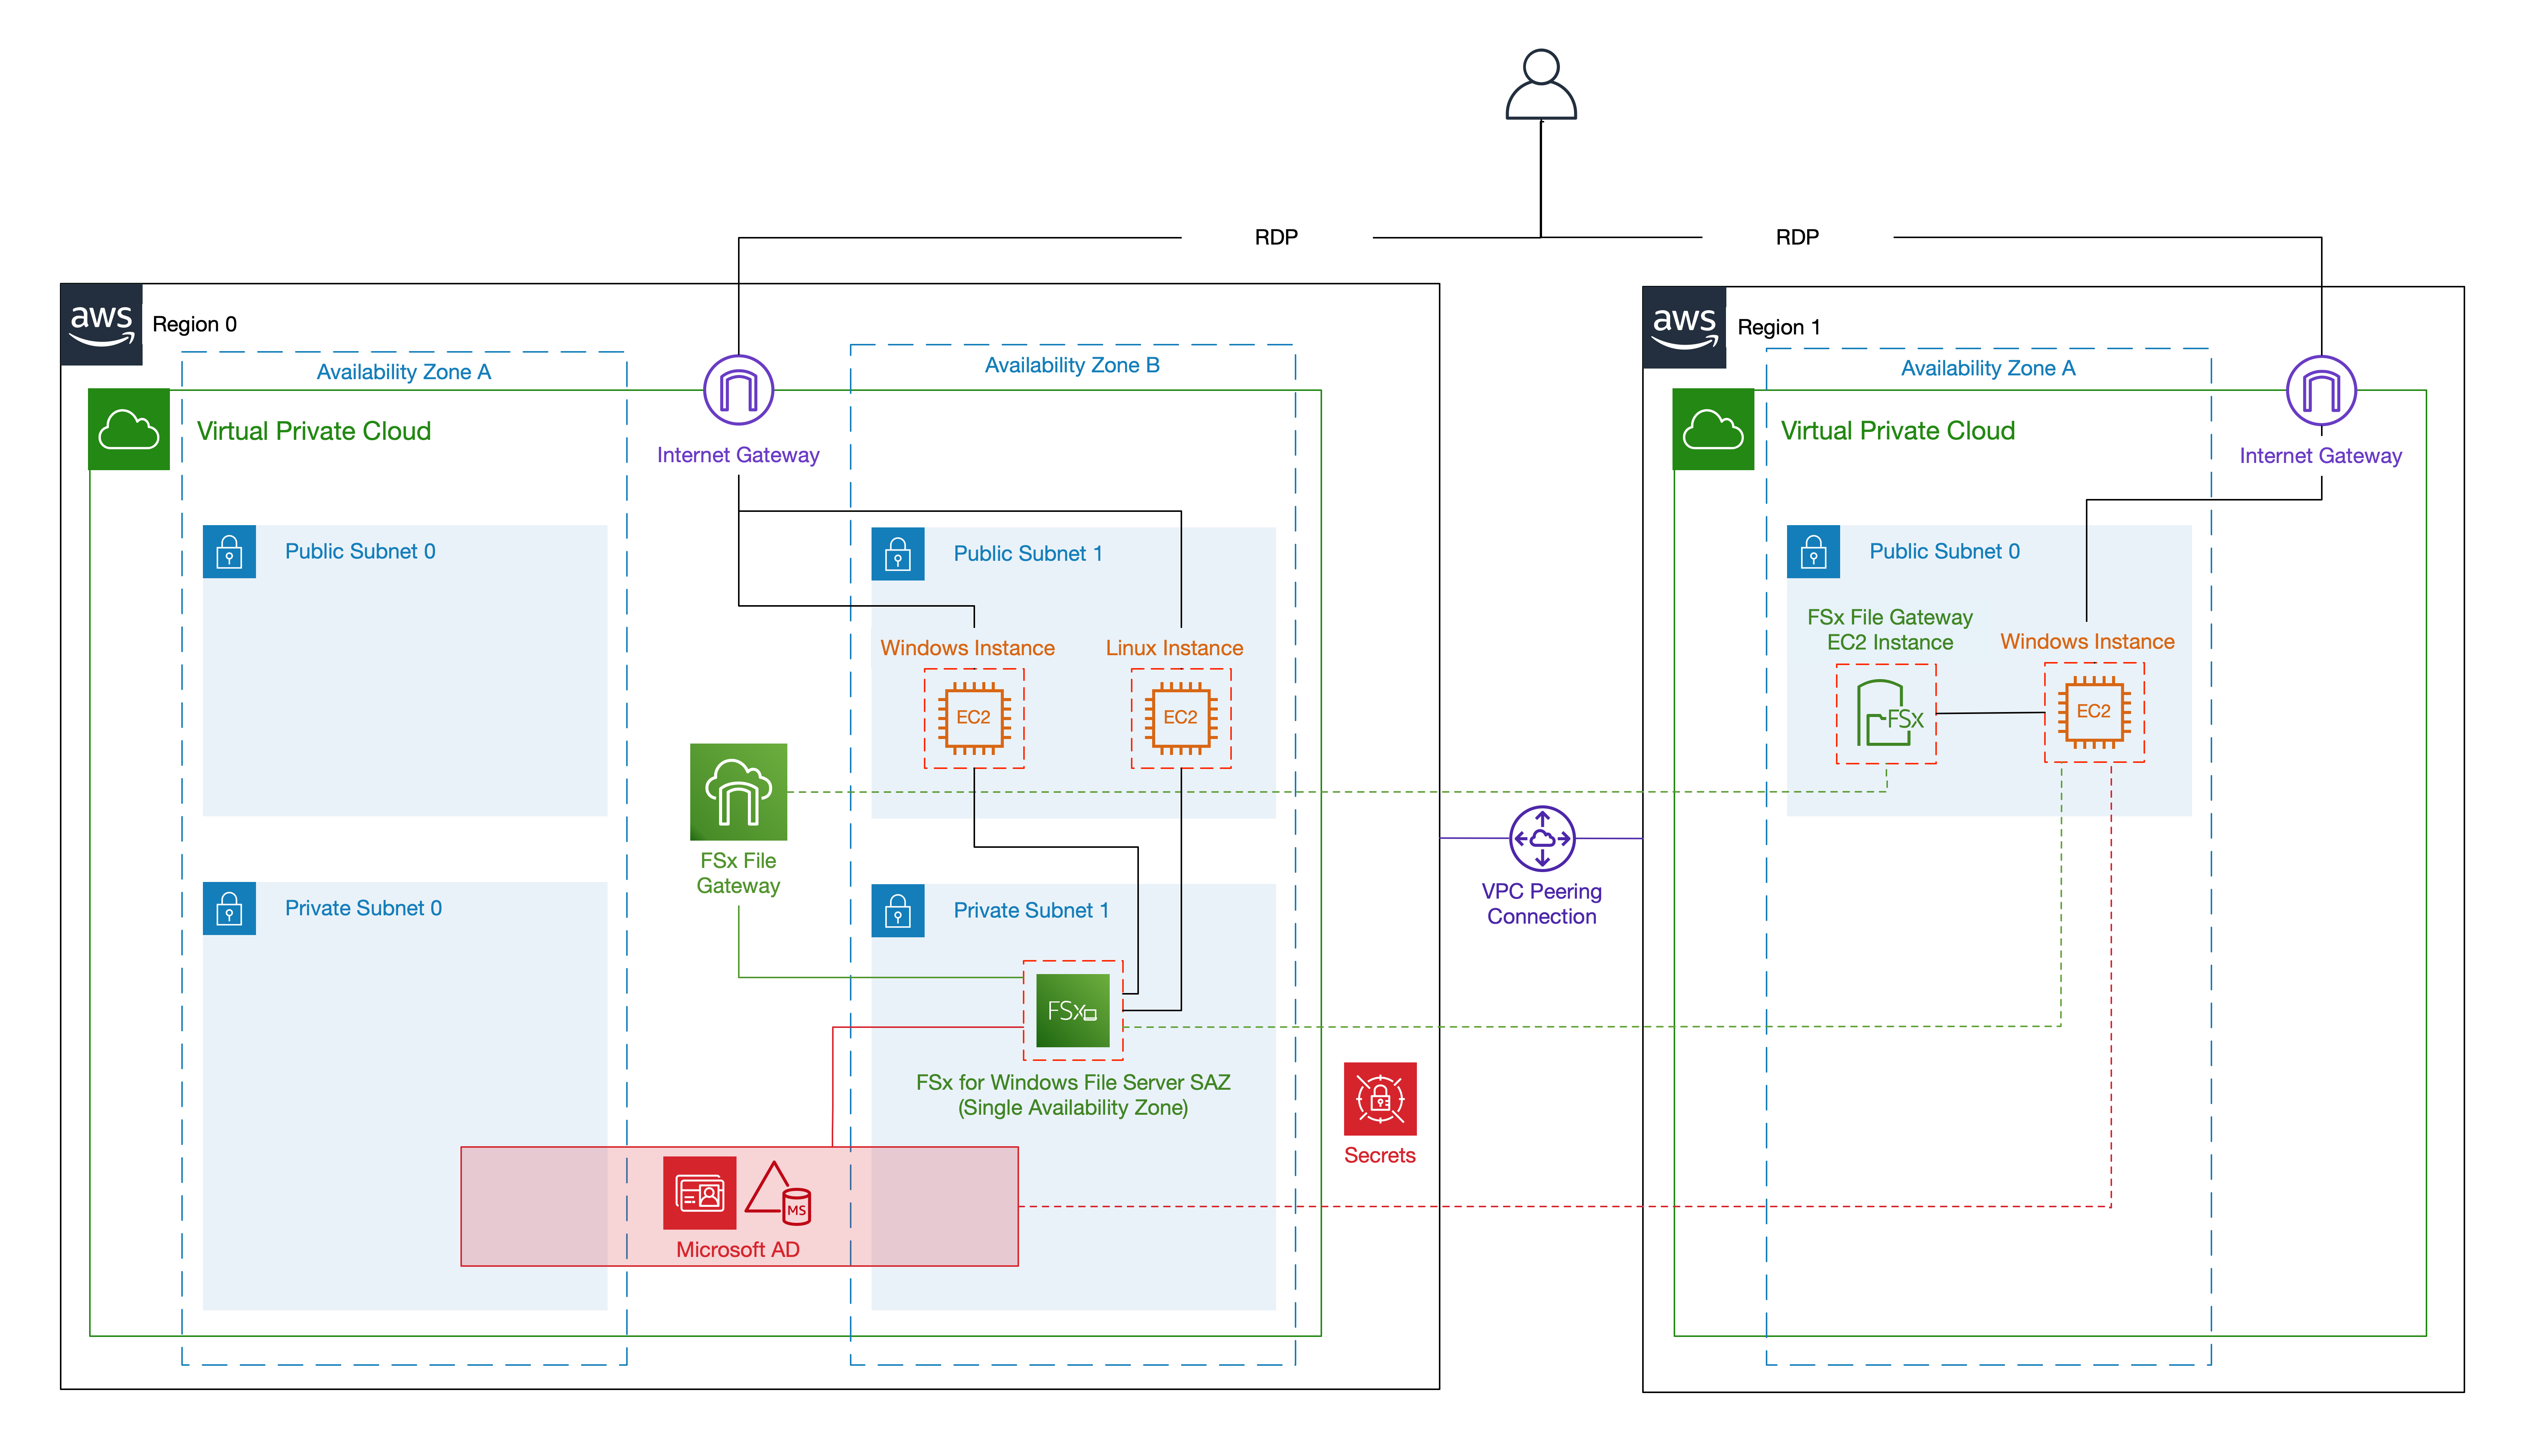 RDP
RDP
aws
Region 0
aws
Region 1
Availability Zone A
Availability Zone B
Availability Zone A
Virtual Private Cloud
Internet Gateway
Virtual Private Cloud
Internet Gateway
Public Subnet 0
Public Subnet 1
Public Subnet 0
Windows Instance
Linux Instance
FSx File Gateway
EC2 Instance
Windows Instance
EC2
EC2
FSx
EC2
FSx File
Gateway
VPC Peering
Connection
Private Subnet 0
Private Subnet 1
FSx
FSx for Windows File Server SAZ
(Single Availability Zone)
Secrets
MS
Microsoft AD